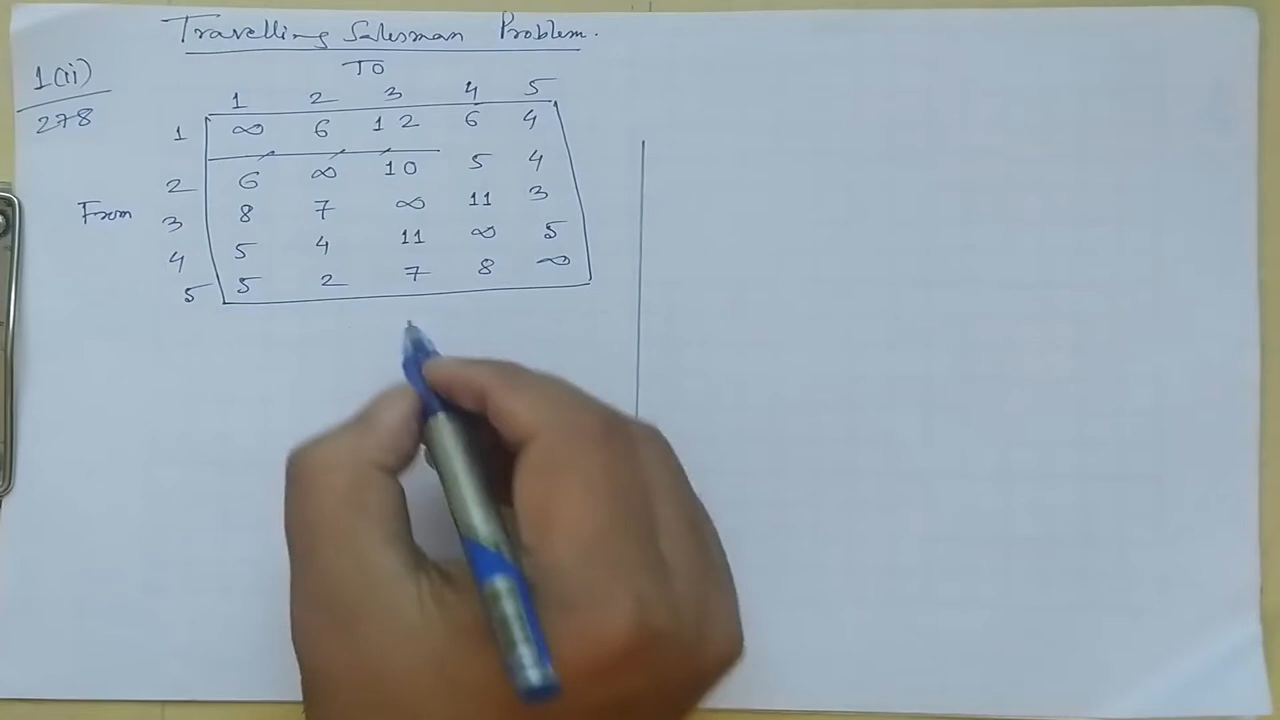 Travelling Salesman Problem.
1(ii)
278
TO
1 2 3 4 5
1 ∞ 6 12 6 4
2 6 ∞ 10 5 4
From
3 8 7 ∞ 11 3
4 5 4 11 ∞ 5
5 5 2 7 8 ∞